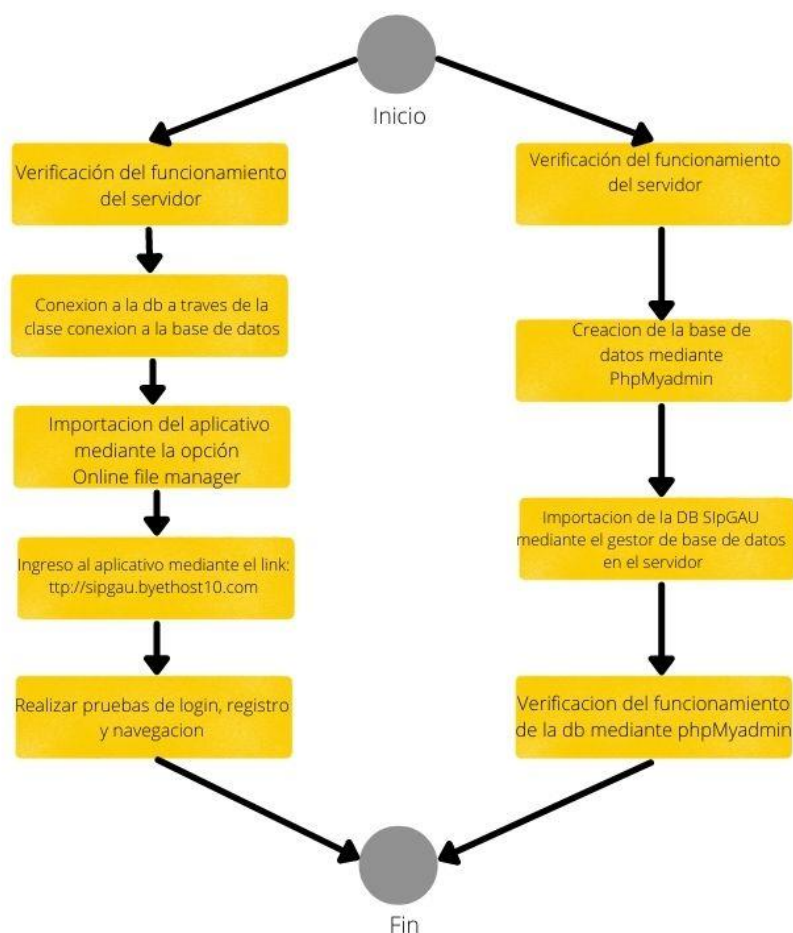 Inicio
Verificación del funcionamiento
del servidor
Conexion a la db a traves de la
clase conexion a la base de datos
Importacion del aplicativo
mediante la opción
Online file manager
Ingreso al aplicativo mediante el link:
ttp://sipgau.byethost10.com
Realizar pruebas de login, registro
y navegacion
Verificación del funcionamiento
del servidor
Creacion de la base de
datos mediante
PhpMyadmin
Importacion de la DB SIpGAU
mediante el gestor de base de datos
en el servidor
Verificacion del funcionamiento
de la db mediante phpMyadmin
Fin